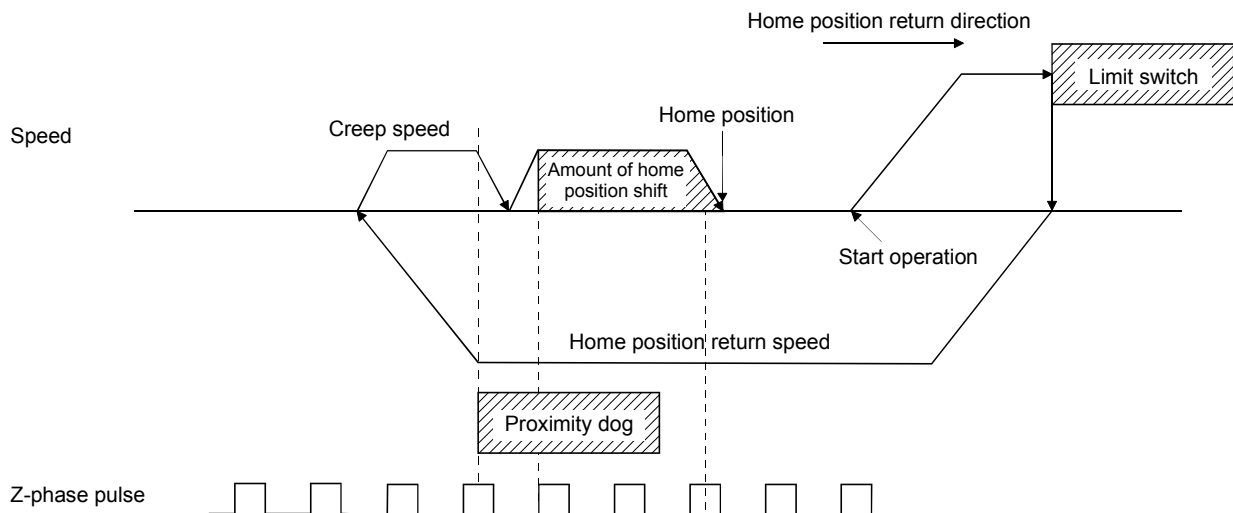 Home position return direction
Limit switch
Speed
Creep speed
Home position
Amount of home
position shift
Start operation
Home position return speed
Proximity dog
Z-phase pulse